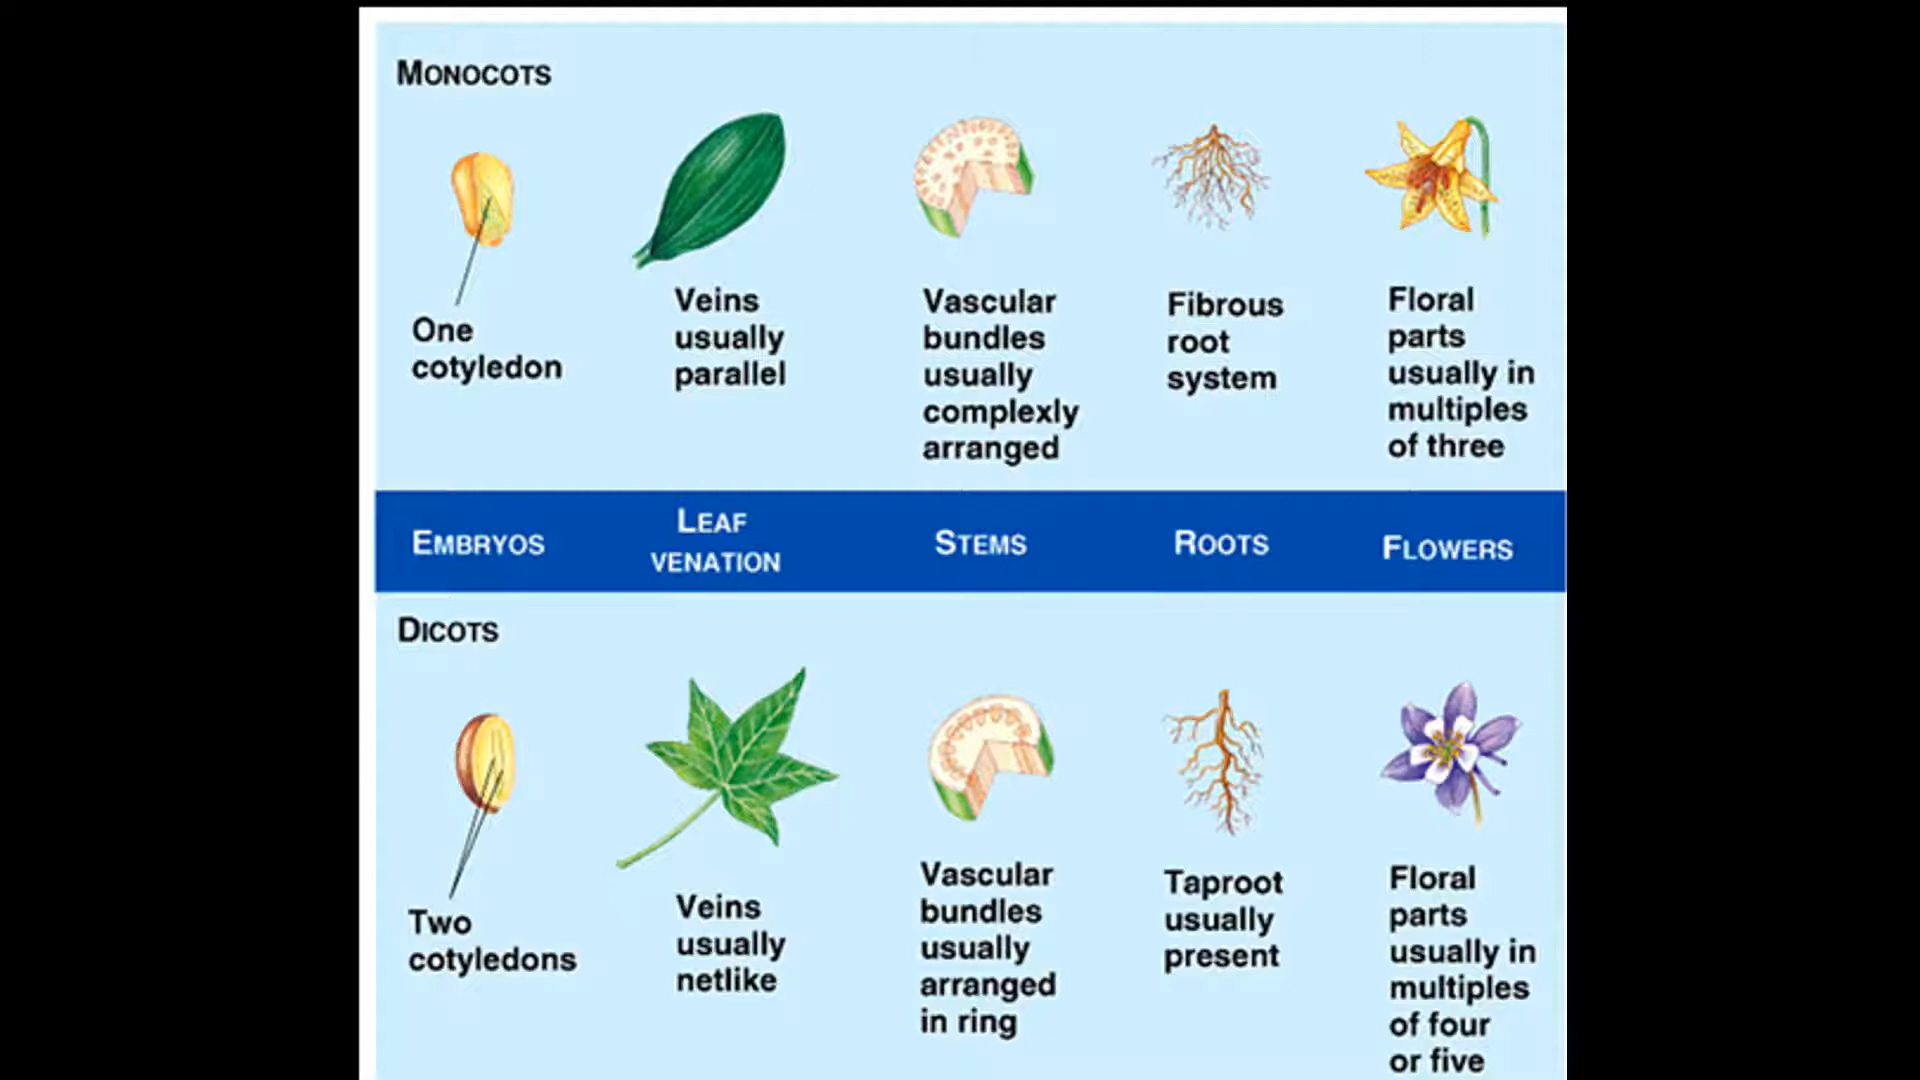 MONOCOTS
One
cotyledon
Veins
usually
parallel
Vascular
bundles
usually
complexly
arranged
Fibrous
root
system
Floral
parts
usually in
multiples
of three
EMBRYOS
LEAF
VENATION
STEMS
ROOTS
FLOWERS
DICOTS
Two
cotyledons
Veins
usually
netlike
Vascular
bundles
usually
arranged
in ring
Taproot
usually
present
Floral
parts
usually in
multiples
of four
or five